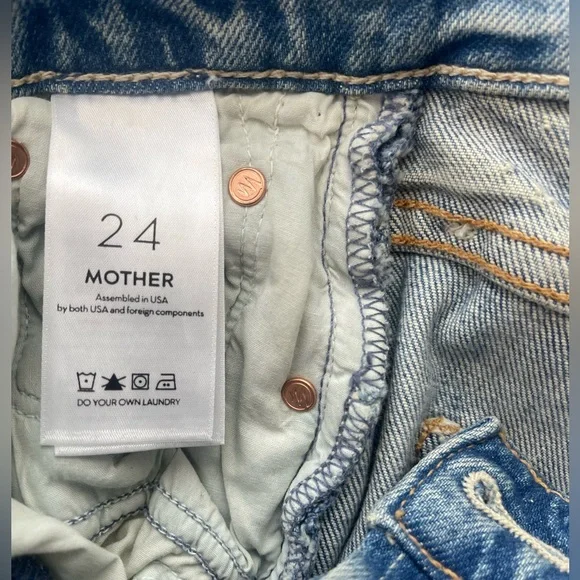 24
MOTHER
Assembled in USA
by both USA and foreign components
DO YOUR OWN LAUNDRY